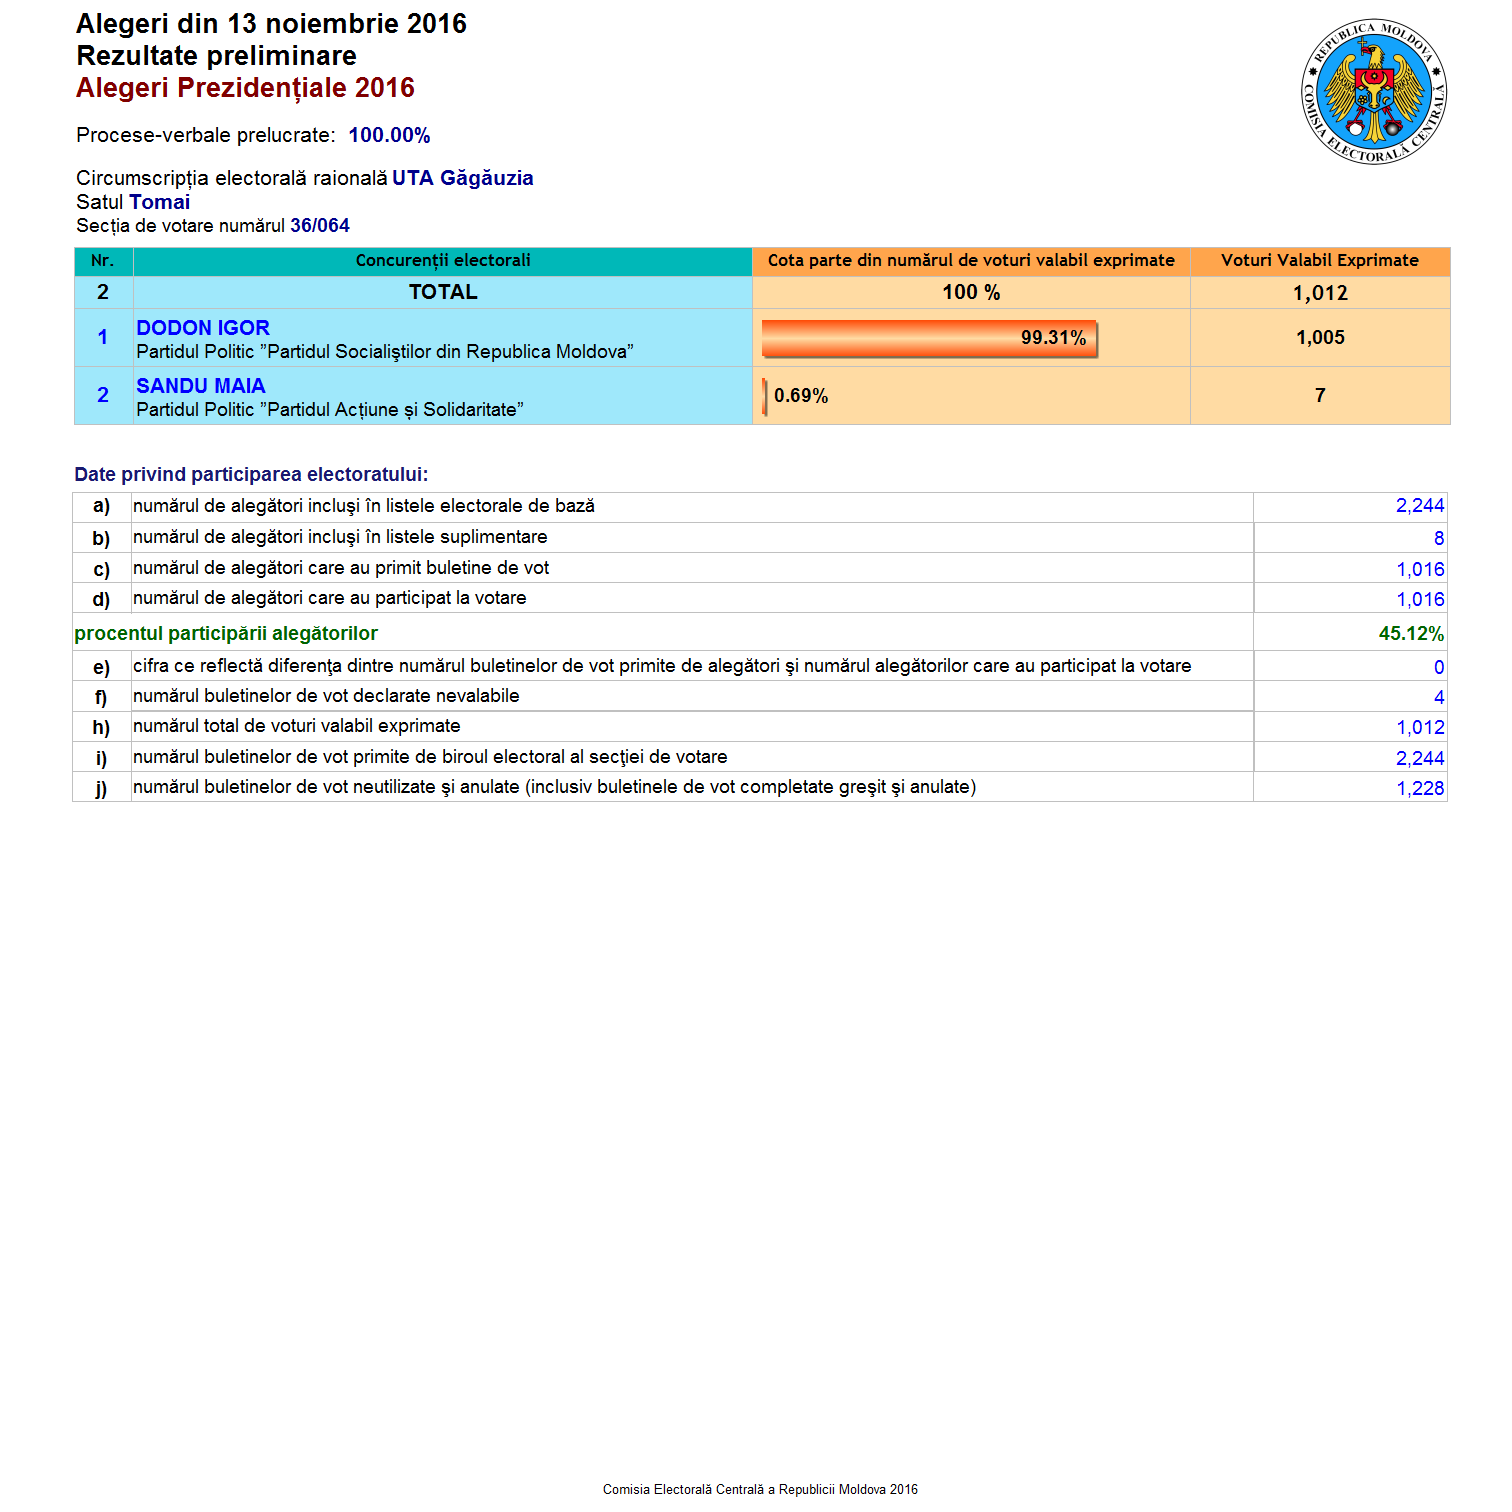 Alegeri din 13 noiembrie 2016
Rezultate preliminare
Alegeri Prezidențiale 2016
REPUBLICA MOLDOVA
COMISIA ELECTORALĂ CENTRALĂ
Procese-verbale prelucrate: 100.00%
Circumscripția electorală raională UTA Găgăuzia
Satul Tomai
Secția de votare numărul 36/064
Nr. Concurenții electorali Cota parte din numărul de voturi valabil exprimate Voturi Valabil Exprimate
2 TOTAL 100 % 1,012
1 DODON IGOR 99.31% 1,005
Partidul Politic ”Partidul Socialiştilor din Republica Moldova”
2 SANDU MAIA 0.69% 7
Partidul Politic ”Partidul Acțiune și Solidaritate”
Date privind participarea electoratului:
a) numărul de alegători incluşi în listele electorale de bază 2,244
b) numărul de alegători incluşi în listele suplimentare 8
c) numărul de alegători care au primit buletine de vot 1,016
d) numărul de alegători care au participat la votare 1,016
procentul participării alegătorilor 45.12%
e) cifra ce reflectă diferenţa dintre numărul buletinelor de vot primite de alegători şi numărul alegătorilor care au participat la votare 0
f) numărul buletinelor de vot declarate nevalabile 4
h) numărul total de voturi valabil exprimate 1,012
i) numărul buletinelor de vot primite de biroul electoral al secţiei de votare 2,244
j) numărul buletinelor de vot neutilizate şi anulate (inclusiv buletinele de vot completate greşit şi anulate) 1,228
Comisia Electorală Centrală a Republicii Moldova 2016